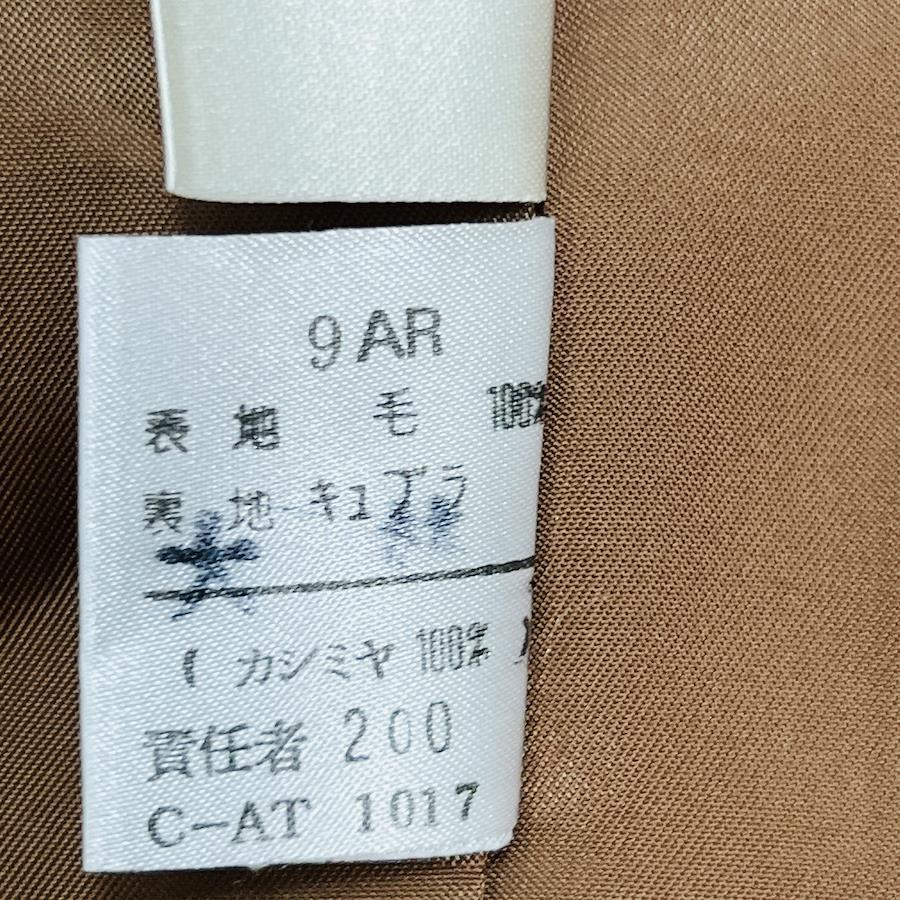 9AR
表地 毛 100%
裏地 キュプラ
(カシミヤ 100%)
責任者 200
C-AT 1017